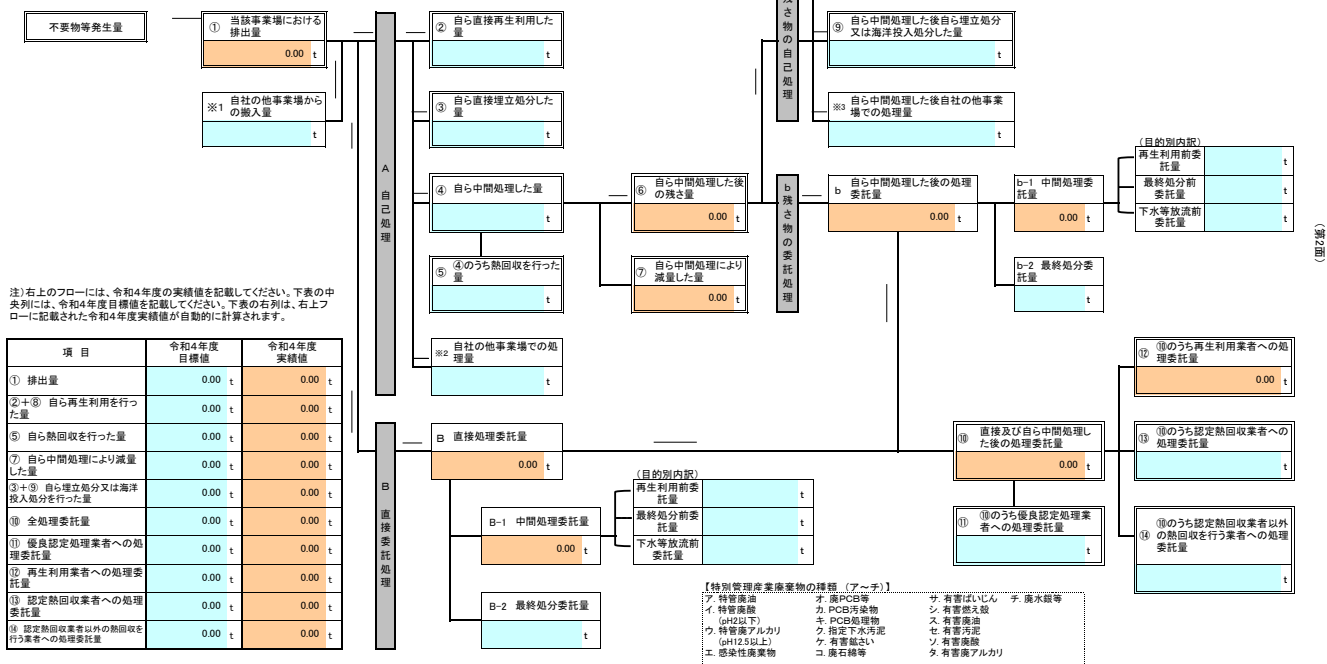 不要物等発生量
① 当該事業場における
排出量
0.00 t
※1 自社の他事業場から
の搬入量
t
A 自己処理
② 自ら直接再生利用した
量
t
③ 自ら直接埋立処分した
量
t
④ 自ら中間処理した量
t
⑤ ④のうち熱回収を行った
量
t
※2 自社の他事業場での処
理量
t
⑥ 自ら中間処理した後
の残さ量
0.00 t
⑦ 自ら中間処理により
減量した量
0.00 t
さ物の自己処理
⑨ 自ら中間処理した後自ら埋立処分
又は海洋投入処分した量
t
※3 自ら中間処理した後自社の他事業
場での処理量
t
b残さ物の委託処理
b 自ら中間処理した後の処理
委託量
0.00 t
b-1 中間処理委
託量
0.00 t
b-2 最終処分委
託量
t
(目的別内訳)
再生利用前委
託量
t
最終処分前
委託量
t
下水等放流前
委託量
t
(第2面)
注)右上のフローには、令和4年度の実績値を記載してください。下表の中
央列には、令和4年度目標値を記載してください。下表の右列は、右上フ
ローに記載された令和4年度実績値が自動的に計算されます。
項 目 令和4年度
目標値 令和4年度
実績値
① 排出量 0.00 t 0.00 t
②+⑧ 自ら再生利用を行っ
た量 0.00 t 0.00 t
⑤ 自ら熱回収を行った量 0.00 t 0.00 t
⑦ 自ら中間処理により減量
した量 0.00 t 0.00 t
③+⑨ 自ら埋立処分又は海洋
投入処分を行った量 0.00 t 0.00 t
⑩ 全処理委託量 0.00 t 0.00 t
⑪ 優良認定処理業者への処
理委託量 0.00 t 0.00 t
⑫ 再生利用業者への処理委
託量 0.00 t 0.00 t
⑬ 認定熱回収業者への処理
委託量 0.00 t 0.00 t
⑭ 認定熱回収業者以外の熱回収を
行う業者への処理委託量 0.00 t 0.00 t
B 直接委託処理
B 直接処理委託量
0.00 t
B-1 中間処理委託量
0.00 t
B-2 最終処分委託量
t
(目的別内訳)
再生利用前委
託量
t
最終処分前委
託量
t
下水等放流前
委託量
t
⑩ 直接及び自ら中間処理し
た後の処理委託量
0.00 t
⑪ ⑩のうち優良認定処理業
者への処理委託量
t
⑫ ⑩のうち再生利用業者への処
理委託量
0.00 t
⑬ ⑩のうち認定熱回収業者への
処理委託量
t
⑭ ⑩のうち認定熱回収業者以外
の熱回収を行う業者への処理
委託量
t
【特別管理産業廃棄物の種類 (ア～チ)】
ア. 特管廃油 オ. 廃PCB等 サ. 有害ばいじん チ. 廃水銀等
イ. 特管廃酸 カ. PCB汚染物 シ. 有害燃え殻
(pH2以下) キ. PCB処理物 ス. 有害廃油
ウ. 特管廃アルカリ ク. 指定下水汚泥 セ. 有害汚泥
(pH12.5以上) ケ. 有害鉱さい ソ. 有害廃酸
エ. 感染性廃棄物 コ. 廃石綿等 タ. 有害廃アルカリ